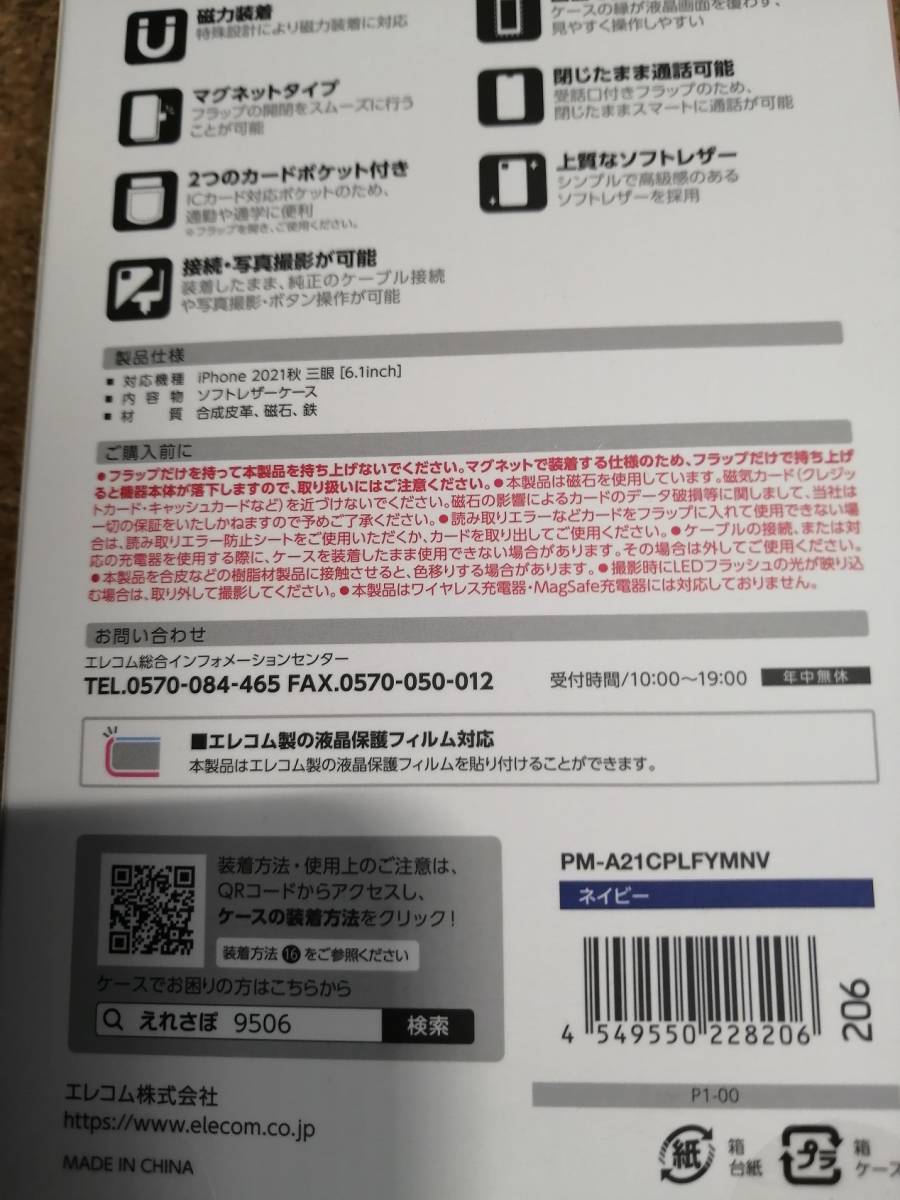 磁力装着
特殊設計により磁力装着に対応
マグネットタイプ
フラップの開閉をスムーズに行う
ことが可能
2つのカードポケット付き
ICカード対応ポケットのため、
通勤や通学に便利
※フラップを開き、ご使用ください。
接続・写真撮影が可能
装着したまま、純正のケーブル接続
や写真撮影・ボタン操作が可能
ケースの縁が液晶画面を覆わず、
見やすく操作しやすい
閉じたまま通話可能
受話口付きフラップのため、
閉じたままスマートに通話が可能
上質なソフトレザー
シンプルで高級感のある
ソフトレザーを採用
製品仕様
■ 対応機種 iPhone 2021秋 三眼 [6.1inch]
■ 内容物 ソフトレザーケース
■ 材質 合成皮革、磁石、鉄
ご購入前に
●フラップだけを持って本製品を持ち上げないでください。マグネットで装着する仕様のため、フラップだけで持ち上げ
ると機器本体が落下しますので、取り扱いにはご注意ください。●本製品は磁石を使用しています。磁気カード(クレジッ
トカード・キャッシュカードなど)を近づけないでください。磁石の影響によるカードのデータ破損等に関しまして、当社は
一切の保証をいたしかねますので予めご了承ください。●読み取りエラーなどカードをフラップに入れて使用できない場
合は、読み取りエラー防止シートをご使用いただくか、カードを取り出してご使用ください。●ケーブルの接続、または対
応の充電器を使用する際に、ケースを装着したまま使用できない場合があります。その場合は外してご使用ください。
●本製品を合皮などの樹脂材製品に接触させると、色移りする場合があります。●撮影時にLEDフラッシュの光が映り込
む場合は、取り外して撮影してください。●本製品はワイヤレス充電器・MagSafe充電器には対応しておりません。
お問い合わせ
エレコム総合インフォメーションセンター
TEL.0570-084-465 FAX.0570-050-012 受付時間/10:00〜19:00 年中無休
■エレコム製の液晶保護フィルム対応
本製品はエレコム製の液晶保護フィルムを貼り付けることができます。
装着方法・使用上のご注意は、
QRコードからアクセスし、
ケースの装着方法をクリック!
装着方法⑯をご参照ください
ケースでお困りの方はこちらから
えれさぽ 9506 検索
PM-A21CPLFYMNV
ネイビー
4 549550 228206
206
P1-00
エレコム株式会社
https://www.elecom.co.jp
MADE IN CHINA
紙 箱
台紙
プラ 箱
ケース